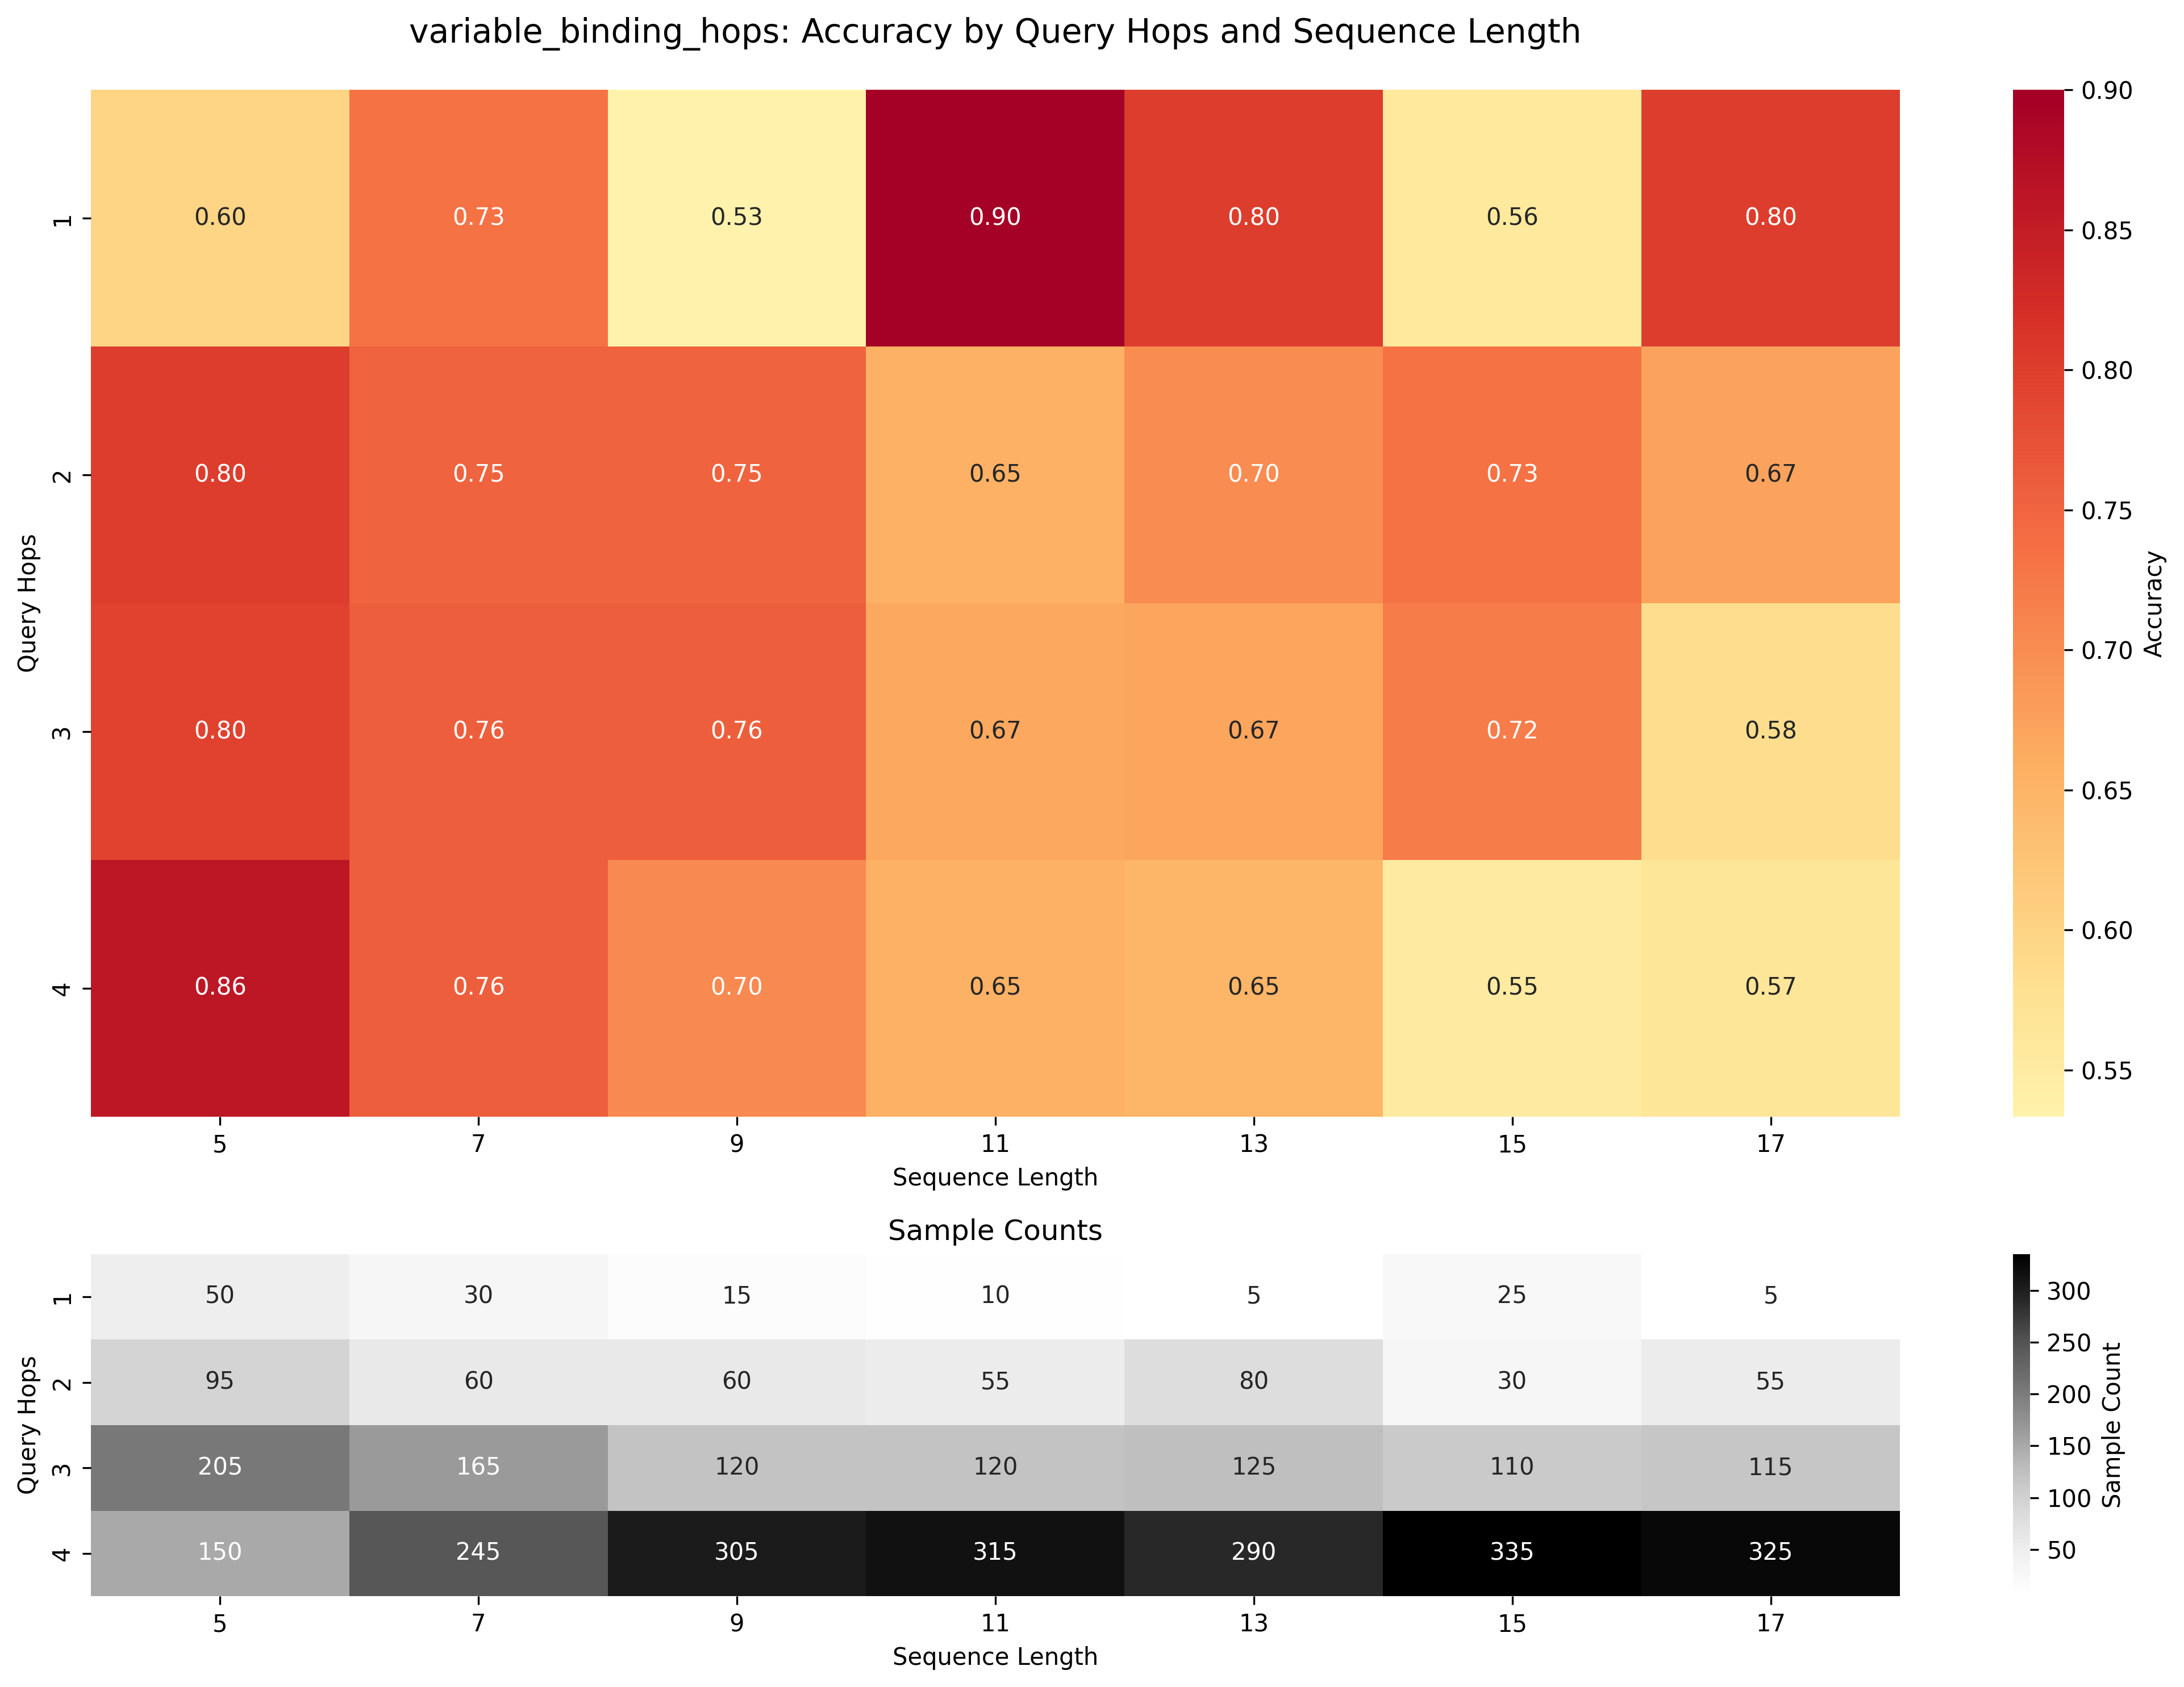 variable_binding_hops: Accuracy by Query Hops and Sequence Length
Query Hops
1 0.60 0.73 0.53 0.90 0.80 0.56 0.80
2 0.80 0.75 0.75 0.65 0.70 0.73 0.67
3 0.80 0.76 0.76 0.67 0.67 0.72 0.58
4 0.86 0.76 0.70 0.65 0.65 0.55 0.57
5 7 9 11 13 15 17
Sequence Length
0.90
0.85
0.80
0.75
0.70
0.65
0.60
0.55
Accuracy
Sample Counts
Query Hops
1 50 30 15 10 5 25 5
2 95 60 60 55 80 30 55
3 205 165 120 120 125 110 115
4 150 245 305 315 290 335 325
5 7 9 11 13 15 17
Sequence Length
300
250
200
150
100
50
Sample Count